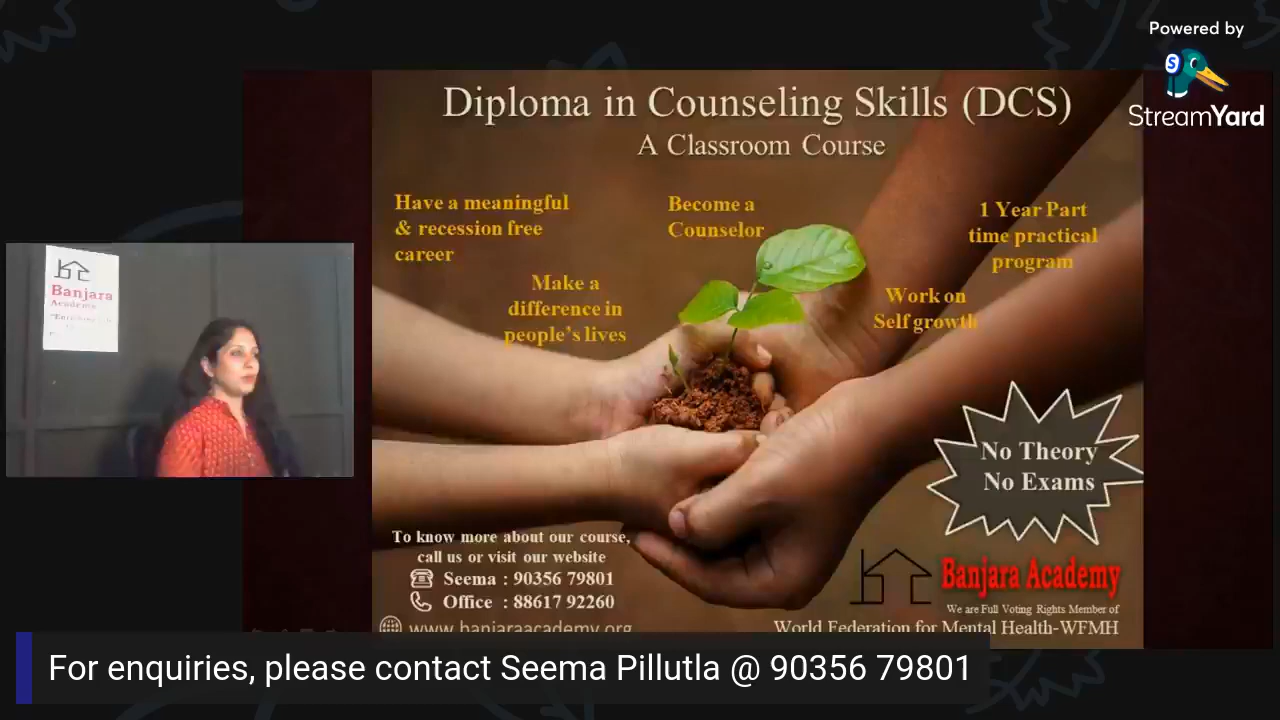 Powered by
StreamYard
Diploma in Counseling Skills (DCS)
A Classroom Course
Have a meaningful
& recession free
career
Become a
Counselor
1 Year Part
time practical
program
Make a
difference in
people's lives
Work on
Self growth
No Theory
No Exams
Banjara
Academy
To know more about our course,
call us or visit our website
Seema : 90356 79801
Office : 88617 92260
www.banjaraacademy.org
Banjara Academy
We are Full Voting Rights Member of
World Federation for Mental Health-WFMH
For enquiries, please contact Seema Pillutla @ 90356 79801